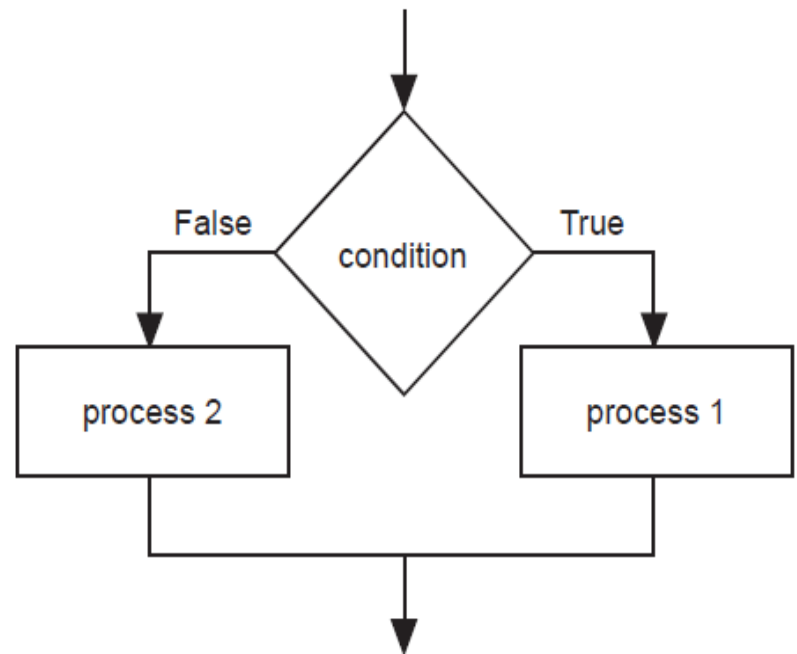 False
True
condition
process 2
process 1